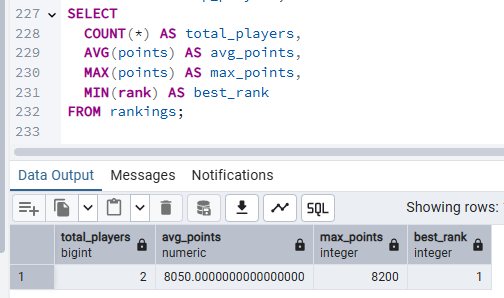 227 SELECT
228 COUNT(*) AS total_players,
229 AVG(points) AS avg_points,
230 MAX(points) AS max_points,
231 MIN(rank) AS best_rank
232 FROM rankings;
233
Data Output Messages Notifications
SQL Showing rows:
total_players avg_points max_points best_rank
bigint numeric integer integer
1 2 8050.0000000000000000 8200 1